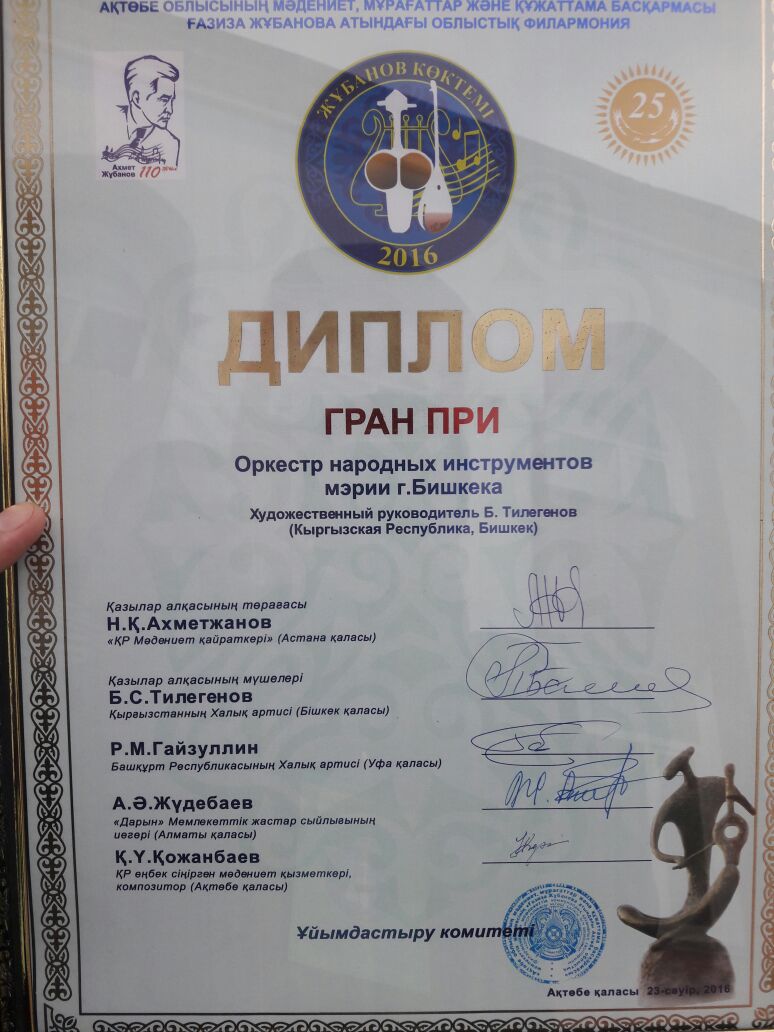 АҚТӨБЕ ОБЛЫСЫНЫҢ МӘДЕНИЕТ, МҰРАҒАТТАР ЖӘНЕ ҚҰЖАТТАМА БАСҚАРМАСЫ
ҒАЗИЗА ЖҰБАНОВА АТЫНДАҒЫ ОБЛЫСТЫҚ ФИЛАРМОНИЯ
ЖҰБАНОВ КӨКТЕМІ
2016
25
Ахмет
Жұбанов 110
ДИПЛОМ
ГРАН ПРИ
Оркестр народных инструментов
мэрии г.Бишкека
Художественный руководитель Б. Тилегенов
(Кыргызская Республика, Бишкек)
Қазылар алқасының төрағасы
Н.Қ.Ахметжанов
«ҚР Мәдениет қайраткері» (Астана қаласы)
Қазылар алқасының мүшелері
Б.С.Тилегенов
Қырғызстанның Халық артисі (Бішкек қаласы)
Р.М.Гайзуллин
Башқұрт Республикасының Халық артисі (Уфа қаласы)
А.Ә.Жүдебаев
«Дарын» Мемлекеттік жастар сыйлығының
иегері (Алматы қаласы)
Қ.Ү.Қожанбаев
ҚР еңбек сіңірген мәдениет қызметкері,
композитор (Ақтөбе қаласы)
Ұйымдастыру комитеті
Ақтөбе қаласы 23-сәуір, 2016